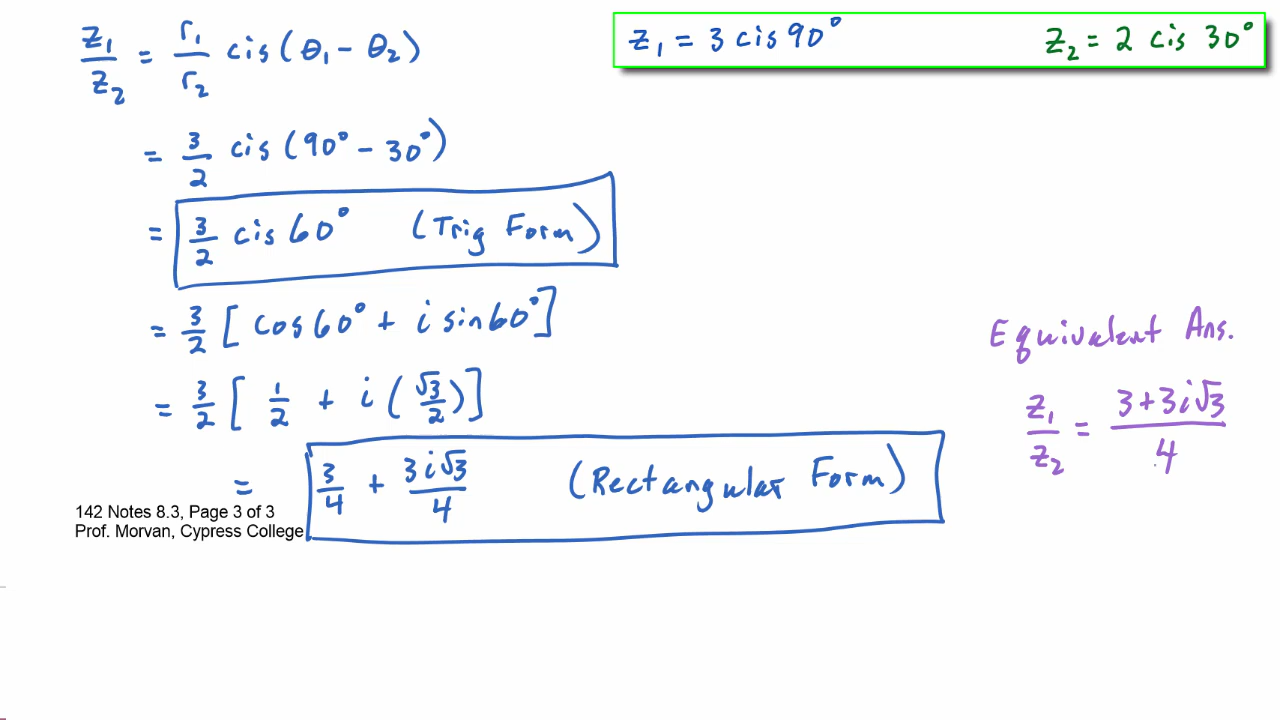 z₁ = 3 cis 90° z₂ = 2 cis 30°
z₁/z₂ = r₁/r₂ cis(θ₁ - θ₂)
= 3/2 cis(90° - 30°)
= 3/2 cis 60° (Trig Form)
= 3/2 [cos 60° + i sin 60°]
= 3/2 [1/2 + i(√3/2)]
= 3/4 + 3i√3/4 (Rectangular Form)
142 Notes 8.3, Page 3 of 3
Prof. Morvan, Cypress College
Equivalent Ans.
z₁/z₂ = 3+3i√3/4